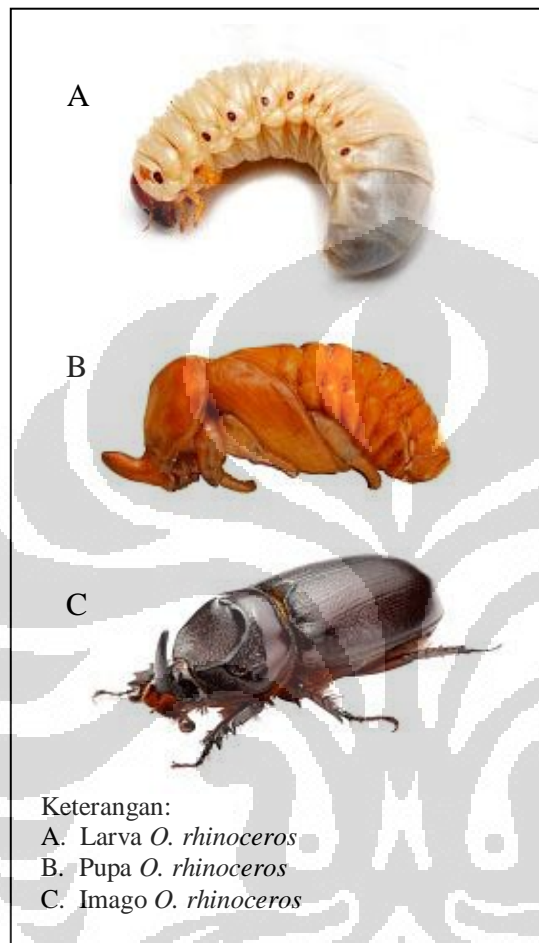 A
B
C
Keterangan:
A. Larva O. rhinoceros
B. Pupa O. rhinoceros
C. Imago O. rhinoceros